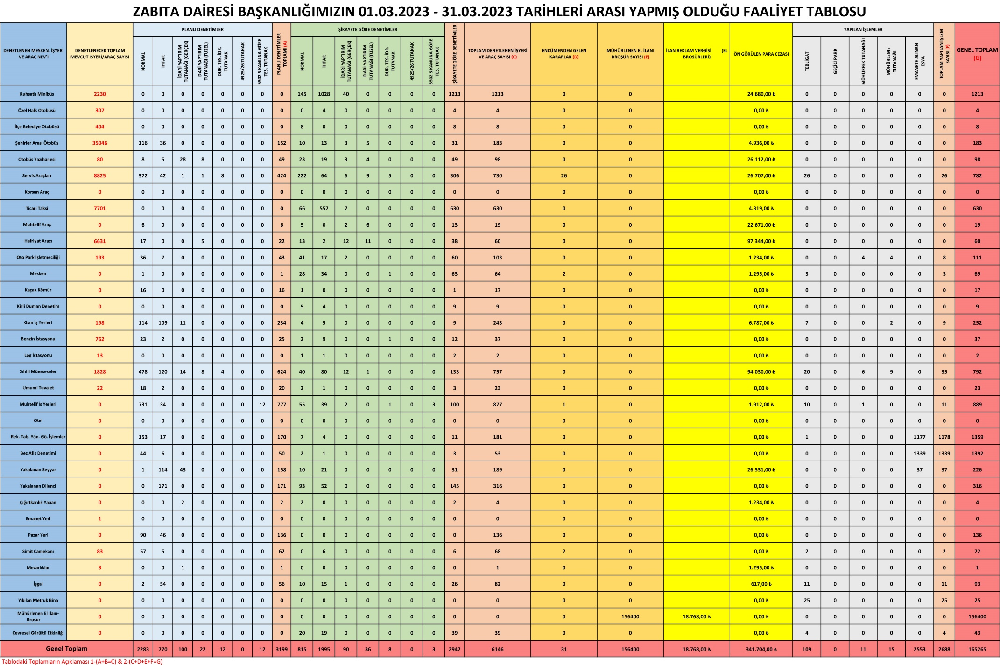 ZABITA DAİRESİ BAŞKANLIĞIMIZIN 01.03.2023 - 31.03.2023 TARİHLERİ ARASI YAPMIŞ OLDUĞU FAALİYET TABLOSU
DENETLENEN MESKEN, İŞYERİ VE ARAÇ NEV'İ
DENETLENECEK TOPLAM MEVCUT İŞYERİ/ARAÇ SAYISI
PLANLI DENETİMLER
NORMAL
İHTAR
İDARİ YAPTIRIM TUTANAĞI (GERÇEK)
İDARİ YAPTIRIM TUTANAĞI (TÜZEL)
DUR. TES. İDR. TUTANAK
4925/26 TUTANAK
6502 S.KANUNA GÖRE TES. TUTANAK
PLANLI DENETİMLER TOPLAMI (A)
ŞİKAYETE GÖRE DENETİMLER
NORMAL
İHTAR
İDARİ YAPTIRIM TUTANAĞI (GERÇEK)
İDARİ YAPTIRIM TUTANAĞI (TÜZEL)
DUR. TES. İDR. TUTANAK
4925/26 TUTANAK
6502 S.KANUNA GÖRE TES. TUTANAK
ŞİKAYETE GÖRE DENETİMLER
TOPLAM DENETLENEN İŞYERİ VE ARAÇ SAYISI (C)
ENCÜMENDEN GELEN KARARLAR (D)
MÜHÜRLENEN EL İLANI BROŞÜR SAYISI (E)
İLAN REKLAM VERGİSİ (EL BROŞÜRLERİ)
ÖN GÖRÜLEN PARA CEZASI
YAPILAN İŞLEMLER
TEBLİGAT
GEÇİCİ PARK
MÜHÜRFEK TUTANAĞI
MÜHÜRLEME TUTANAĞI
EMANETE ALINAN EŞYA
TOPLAM YAPILAN İŞLEM SAYISI (F)
GENEL TOPLAM (G)
Ruhsatlı Minibüs 2230 0 0 0 0 0 0 0 0 145 1028 40 0 0 0 0 1213 1213 0 0 24.680,00 ₺ 0 0 0 0 0 0 1213
Özel Halk Otobüsü 307 0 0 0 0 0 0 0 0 0 4 0 0 0 0 0 4 4 0 0 0,00 ₺ 0 0 0 0 0 0 4
İlçe Belediye Otobüsü 404 0 0 0 0 0 0 0 0 8 0 0 0 0 0 0 8 8 0 0 0,00 ₺ 0 0 0 0 0 0 8
Şehirler Arası Ötobüs 35046 116 36 0 0 0 0 0 152 10 13 3 5 0 0 0 31 183 0 0 4.936,00 ₺ 0 0 0 0 0 0 183
Otobüs Yazıhanesi 80 8 5 28 8 0 0 0 49 23 19 3 4 0 0 0 49 98 0 0 26.112,00 ₺ 0 0 0 0 0 0 98
Servis Araçları 8825 372 42 1 1 8 0 0 424 222 64 6 9 5 0 0 306 730 26 0 26.707,00 ₺ 26 0 0 0 0 26 782
Korsan Araç 0 0 0 0 0 0 0 0 0 0 0 0 0 0 0 0 0 0 0 0 0,00 ₺ 0 0 0 0 0 0 0
Ticari Taksi 7701 0 0 0 0 0 0 0 0 66 557 7 0 0 0 0 630 630 0 0 4.319,00 ₺ 0 0 0 0 0 0 630
Muhtelif Araç 0 6 0 0 0 0 0 0 6 5 0 2 6 0 0 0 13 19 0 0 22.671,00 ₺ 0 0 0 0 0 0 19
Hafriyat Aracı 6631 17 0 0 5 0 0 0 22 13 2 12 11 0 0 0 38 60 0 0 97.344,00 ₺ 0 0 0 0 0 0 60
Oto Park İşletmeciliği 193 36 7 0 0 0 0 0 43 41 17 2 0 0 0 0 60 103 0 0 1.234,00 ₺ 0 0 4 4 0 8 111
Mesken 0 1 0 0 0 0 0 0 1 28 34 0 0 1 0 0 63 64 2 0 1.295,00 ₺ 3 0 0 0 0 3 69
Kaçak Kömür 0 16 0 0 0 0 0 0 16 1 0 0 0 0 0 0 1 17 0 0 0,00 ₺ 0 0 0 0 0 0 17
Kirli Duman Denetim 0 0 0 0 0 0 0 0 0 5 4 0 0 0 0 0 9 9 0 0 0,00 ₺ 0 0 0 0 0 0 9
Gsm İş Yerleri 198 114 109 11 0 0 0 0 234 4 5 0 0 0 0 0 9 243 0 0 6.787,00 ₺ 7 0 0 2 0 9 252
Benzin İstasyonu 762 23 2 0 0 0 0 0 25 2 9 0 0 1 0 0 12 37 0 0 0,00 ₺ 0 0 0 0 0 0 37
Lpg İstasyonu 13 0 0 0 0 0 0 0 0 1 1 0 0 0 0 0 2 2 0 0 0,00 ₺ 0 0 0 0 0 0 2
Sıhhi Müesseseler 1828 478 120 14 8 4 0 0 624 40 80 12 1 0 0 0 133 757 0 0 94.030,00 ₺ 20 0 6 9 0 35 792
Umumi Tuvalet 22 18 2 0 0 0 0 0 20 2 1 0 0 0 0 0 3 23 0 0 0,00 ₺ 0 0 0 0 0 0 23
Muhtelif İş Yerleri 0 731 34 0 0 0 0 12 777 55 39 2 0 1 0 3 100 877 1 0 1.912,00 ₺ 10 0 1 0 0 11 889
Otel 0 0 0 0 0 0 0 0 0 0 0 0 0 0 0 0 0 0 0 0 0,00 ₺ 0 0 0 0 0 0 0
Rek. Tab. Yön. Gö. İşlemler 0 153 17 0 0 0 0 0 170 7 4 0 0 0 0 0 11 181 0 0 0,00 ₺ 1 0 0 0 1177 1178 1359
Bez Afiş Denetimi 0 44 6 0 0 0 0 0 50 2 1 0 0 0 0 0 3 53 0 0 0,00 ₺ 0 0 0 0 1339 1339 1392
Yakalanan Seyyar 0 1 114 43 0 0 0 0 158 10 21 0 0 0 0 0 31 189 0 0 26.531,00 ₺ 0 0 0 0 37 37 226
Yakalanan Dilenci 0 0 171 0 0 0 0 0 171 93 52 0 0 0 0 0 145 316 0 0 0,00 ₺ 0 0 0 0 0 0 316
Çığırtkanlık Yapan 0 0 0 2 0 0 0 0 2 2 0 0 0 0 0 0 2 4 0 0 1.234,00 ₺ 0 0 0 0 0 0 4
Emanet Yeri 1 0 0 0 0 0 0 0 0 0 0 0 0 0 0 0 0 0 0 0 0,00 ₺ 0 0 0 0 0 0 0
Pazar Yeri 0 90 46 0 0 0 0 0 136 0 0 0 0 0 0 0 0 136 0 0 0,00 ₺ 0 0 0 0 0 0 136
Simit Camekanı 83 57 5 0 0 0 0 0 62 0 6 0 0 0 0 0 6 68 2 0 0,00 ₺ 2 0 0 0 0 2 72
Mezarlıklar 3 0 0 1 0 0 0 0 1 0 0 0 0 0 0 0 0 1 0 0 1.295,00 ₺ 0 0 0 0 0 0 1
İşgal 0 2 54 0 0 0 0 0 56 10 15 1 0 0 0 0 26 82 0 0 617,00 ₺ 11 0 0 0 0 11 93
Yıkılan Metruk Bina 0 0 0 0 0 0 0 0 0 0 0 0 0 0 0 0 0 0 0 0 0,00 ₺ 25 0 0 0 0 25 25
Mühürlenen El İlanı-Broşür 0 0 0 0 0 0 0 0 0 0 0 0 0 0 0 0 0 0 0 156400 18.768,00 ₺ 0,00 ₺ 0 0 0 0 0 0 156400
Çevresel Gürültü Etkinliği 0 0 0 0 0 0 0 0 0 20 19 0 0 0 0 0 39 39 0 0 0,00 ₺ 4 0 0 0 0 4 43
Genel Toplam 2283 770 100 22 12 0 12 3199 815 1995 90 36 8 0 3 2947 6146 31 156400 18.768,00 ₺ 341.704,00 ₺ 109 0 11 15 2553 2688 165265
Tablodaki Toplamların Açıklaması 1-(A+B=C) & 2-(C+D+E+F=G)